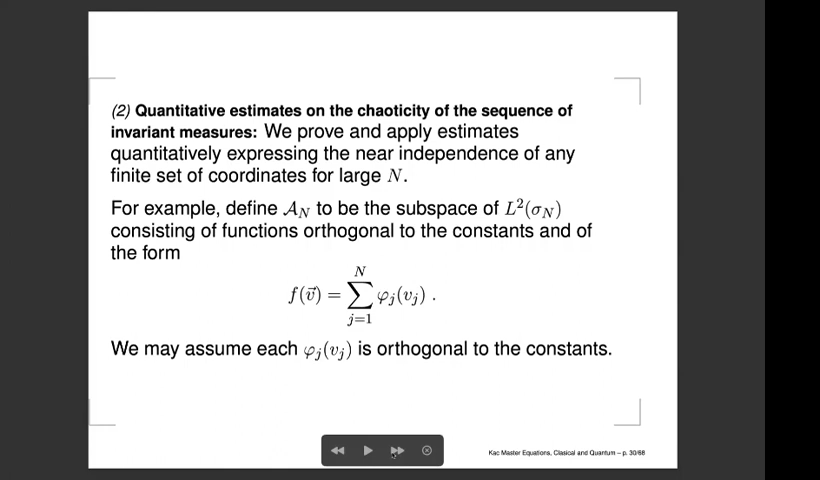 (2) Quantitative estimates on the chaoticity of the sequence of
invariant measures: We prove and apply estimates
quantitatively expressing the near independence of any
finite set of coordinates for large N.
For example, define 𝒜_N to be the subspace of L²(σ_N)
consisting of functions orthogonal to the constants and of
the form
f(v⃗) = ∑_{j=1}^{N} φ_j(v_j) .
We may assume each φ_j(v_j) is orthogonal to the constants.
Kac Master Equations, Clasical and Quantum – p. 30/68